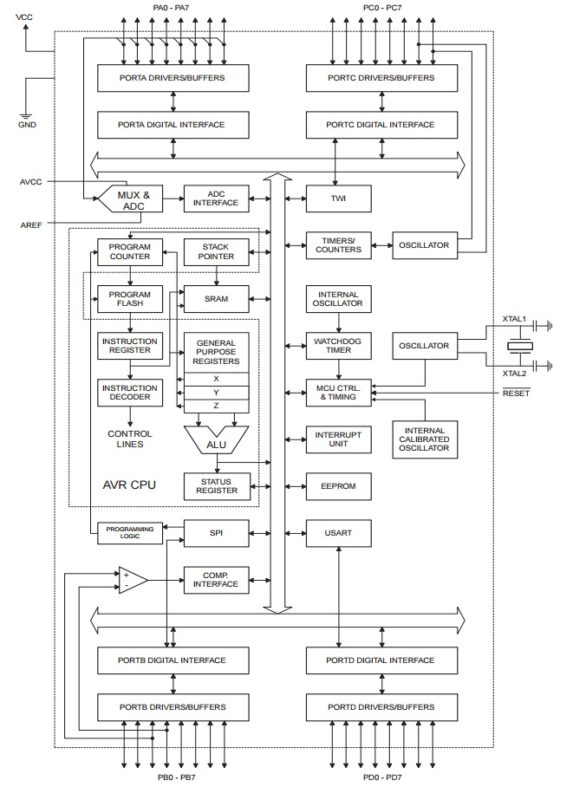 PA0 - PA7
PC0 - PC7
VCC
PORTA DRIVERS/BUFFERS
PORTC DRIVERS/BUFFERS
GND
PORTA DIGITAL INTERFACE
PORTC DIGITAL INTERFACE
AVCC
MUX &
ADC
ADC
INTERFACE
TWI
AREF
PROGRAM
COUNTER
STACK
POINTER
TIMERS/
COUNTERS
OSCILLATOR
PROGRAM
FLASH
SRAM
INTERNAL
OSCILLATOR
XTAL1
INSTRUCTION
REGISTER
GENERAL
PURPOSE
REGISTERS
WATCHDOG
TIMER
OSCILLATOR
XTAL2
X
INSTRUCTION
DECODER
Y
MCU CTRL.
& TIMING
RESET
Z
CONTROL
LINES
ALU
INTERRUPT
UNIT
INTERNAL
CALIBRATED
OSCILLATOR
AVR CPU
STATUS
REGISTER
EEPROM
PROGRAMMING
LOGIC
SPI
USART
+
-
COMP.
INTERFACE
PORTB DIGITAL INTERFACE
PORTD DIGITAL INTERFACE
PORTB DRIVERS/BUFFERS
PORTD DRIVERS/BUFFERS
PB0 - PB7
PD0 - PD7